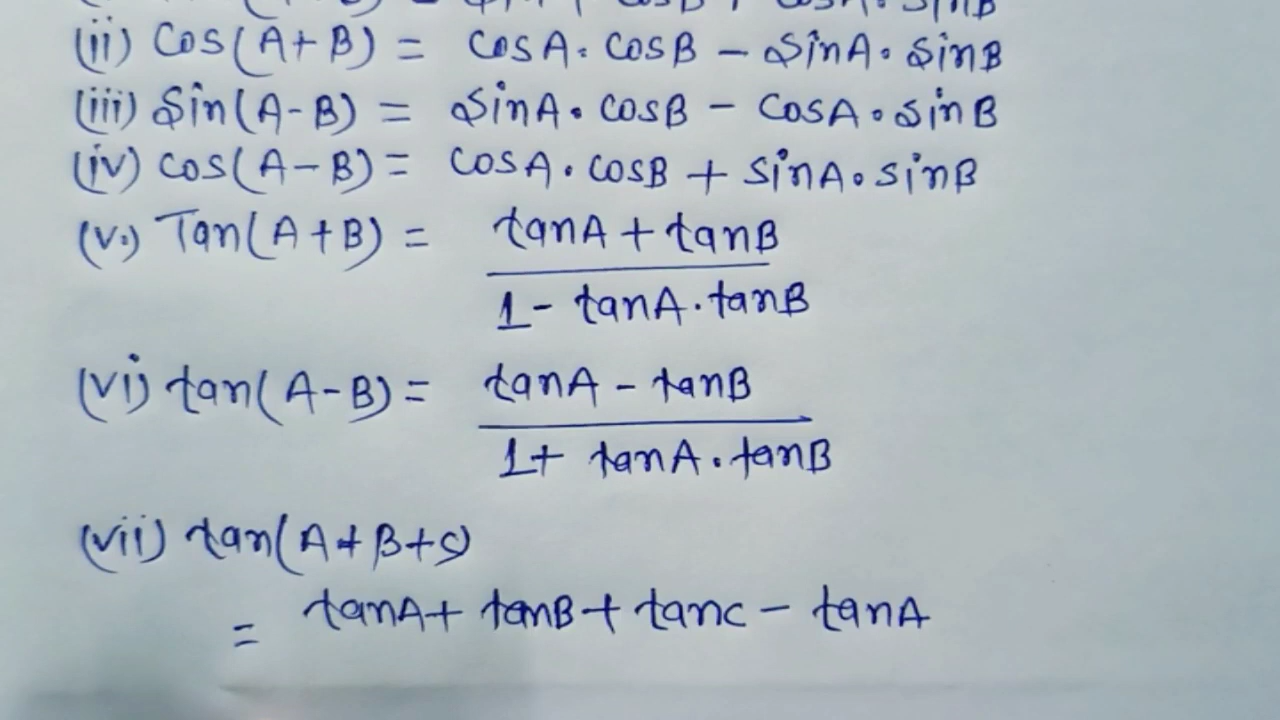 (ii) Cos(A+B) = cosA·cosB - SinA·SinB
(iii) Sin(A-B) = SinA·cosB - cosA·sinB
(iv) cos(A-B) = cosA·cosB + sinA·sinB
(v.) Tan(A+B) = tanA + tanB
1 - tanA·tanB
(vi) tan(A-B) = tanA - tanB
1 + tanA·tanB
(vii) tan(A+B+C)
= tanA + tanB + tanC - tanA